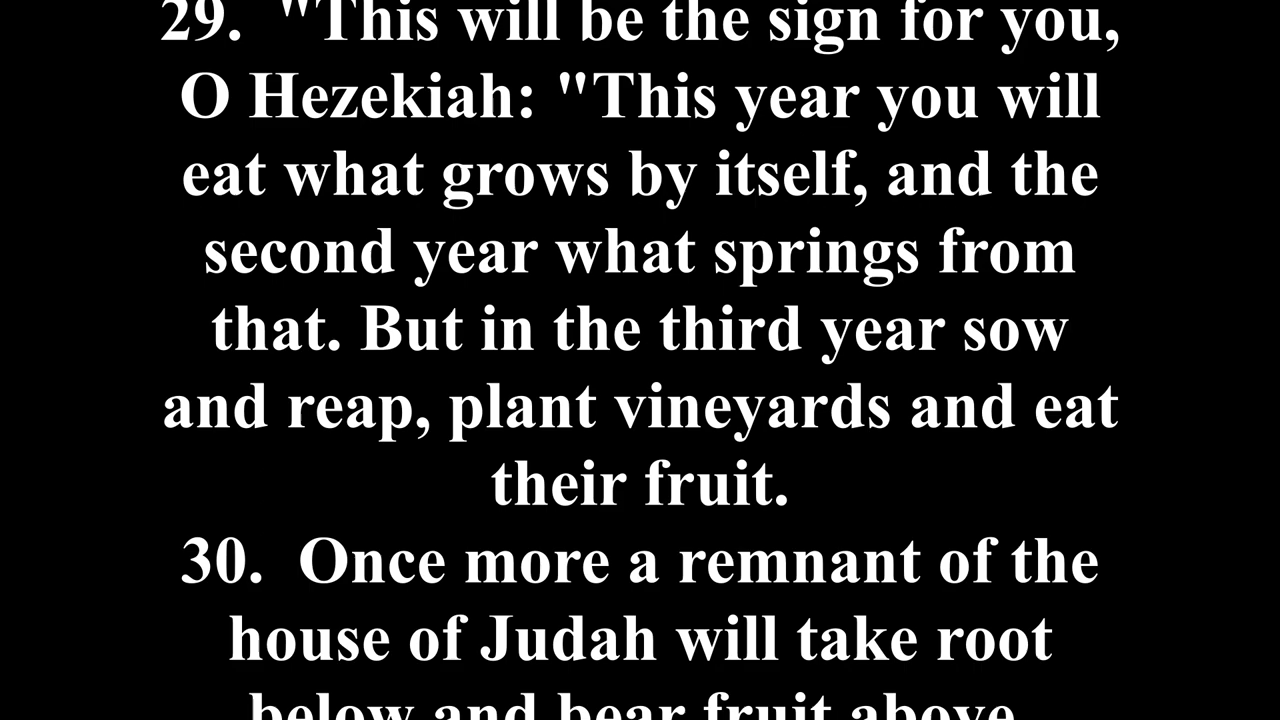 29.  "This will be the sign for you,
O Hezekiah: "This year you will
eat what grows by itself, and the
second year what springs from
that. But in the third year sow
and reap, plant vineyards and eat
their fruit.
30.  Once more a remnant of the
house of Judah will take root
below and bear fruit above.